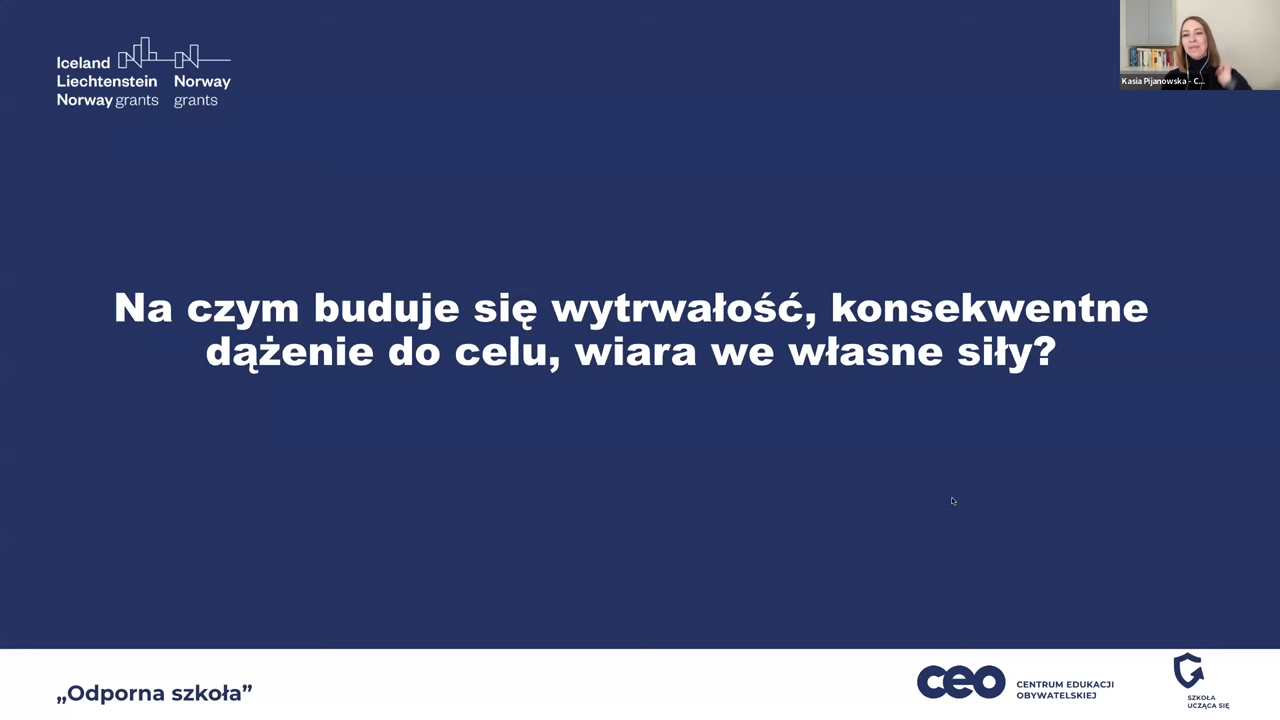 Iceland
Liechtenstein
Norway grants
Norway
grants
Kasia Pijanowska - C...
Na czym buduje się wytrwałość, konsekwentne
dążenie do celu, wiara we własne siły?
„Odporna szkoła”
ceo
CENTRUM EDUKACJI
OBYWATELSKIEJ
SZKOŁA
UCZĄCA SIĘ